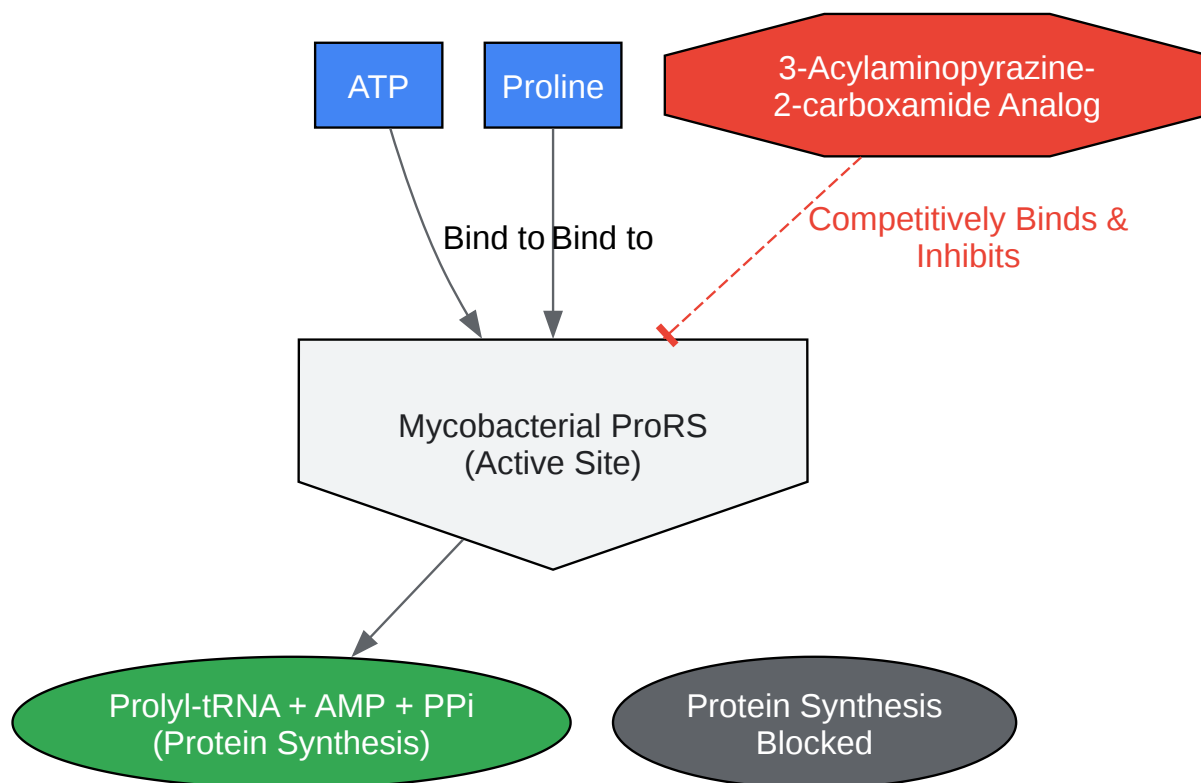 ATP
Proline
3-Acylaminopyrazine-
2-carboxamide Analog
Bind to
Bind to
Competitively Binds &
Inhibits
Mycobacterial ProRS
(Active Site)
Prolyl-tRNA + AMP + PPi
(Protein Synthesis)
Protein Synthesis
Blocked